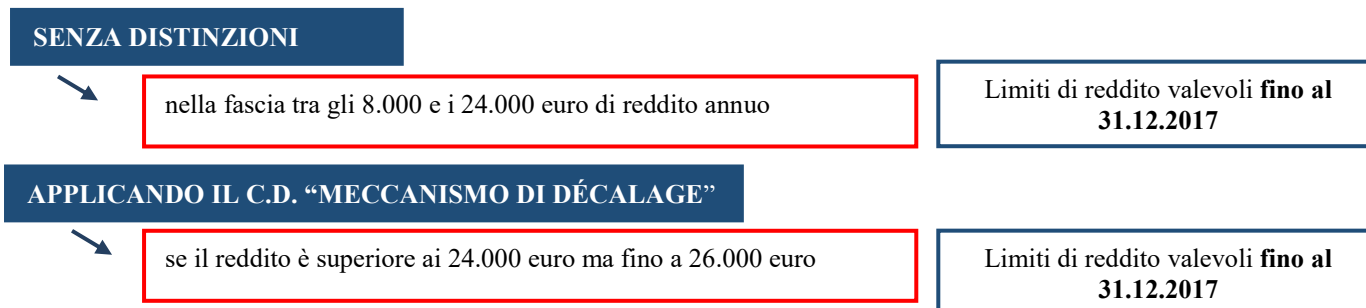 SENZA DISTINZIONI
nella fascia tra gli 8.000 e i 24.000 euro di reddito annuo
Limiti di reddito valevoli fino al
31.12.2017
APPLICANDO IL C.D. “MECCANISMO DI DÉCALAGE”
se il reddito è superiore ai 24.000 euro ma fino a 26.000 euro
Limiti di reddito valevoli fino al
31.12.2017